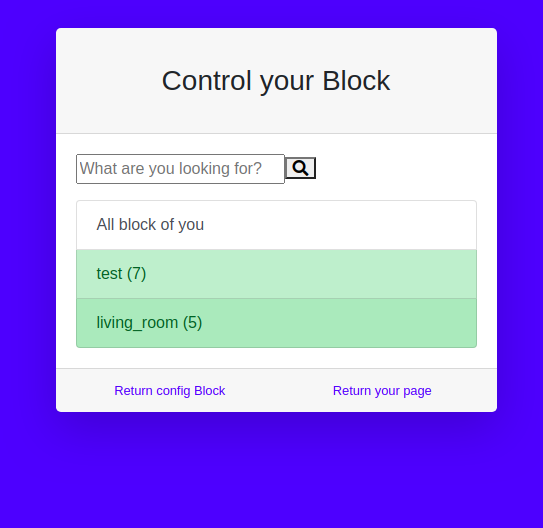 Control your Block
What are you looking for?
All block of you
test (7)
living_room (5)
Return config Block Return your page